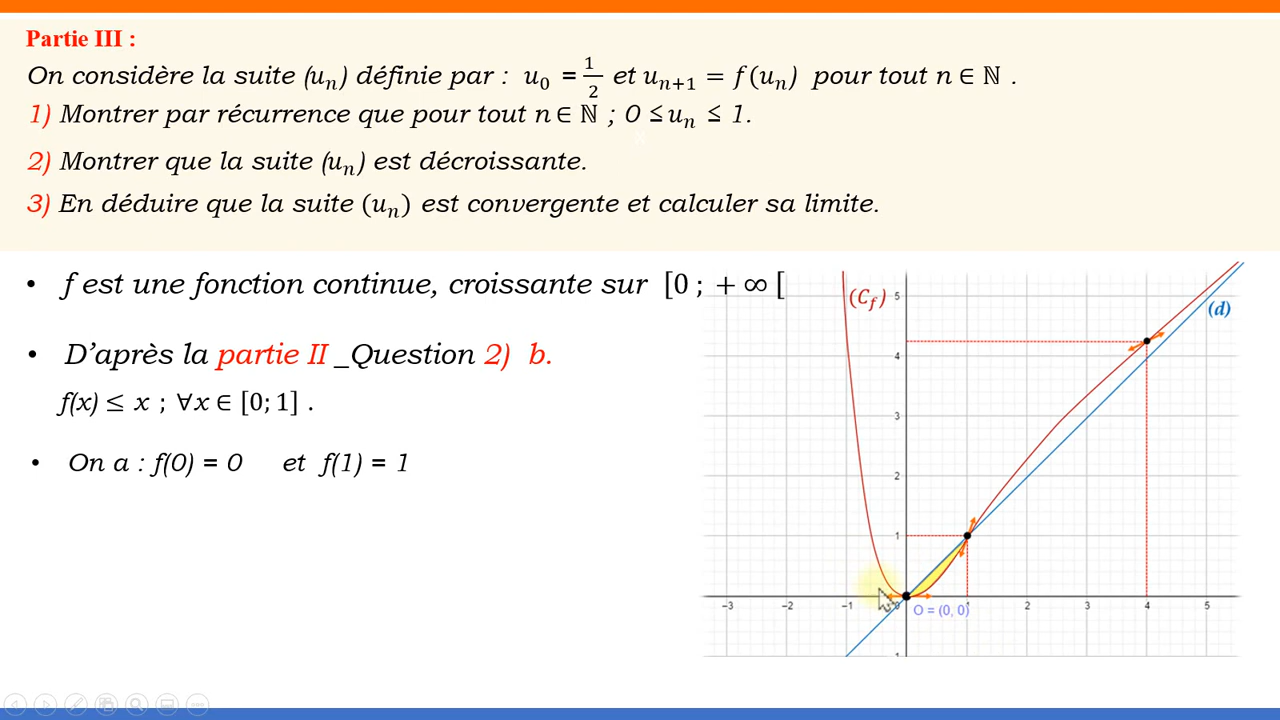 Partie III :
On considère la suite (uₙ) définie par : u₀ = 1/2 et uₙ₊₁ = f(uₙ) pour tout n ∈ ℕ .
1) Montrer par récurrence que pour tout n ∈ ℕ ; 0 ≤ uₙ ≤ 1.
2) Montrer que la suite (uₙ) est décroissante.
3) En déduire que la suite (uₙ) est convergente et calculer sa limite.
• f est une fonction continue, croissante sur [0 ; +∞ [
• D’après la partie II _Question 2) b.
f(x) ≤ x ; ∀x ∈ [0; 1] .
• On a : f(0) = 0 et f(1) = 1
(C_f) 5
(d)
4
3
2
1
−3 −2 −1 0 1 2 3 4 5
O = (0, 0)